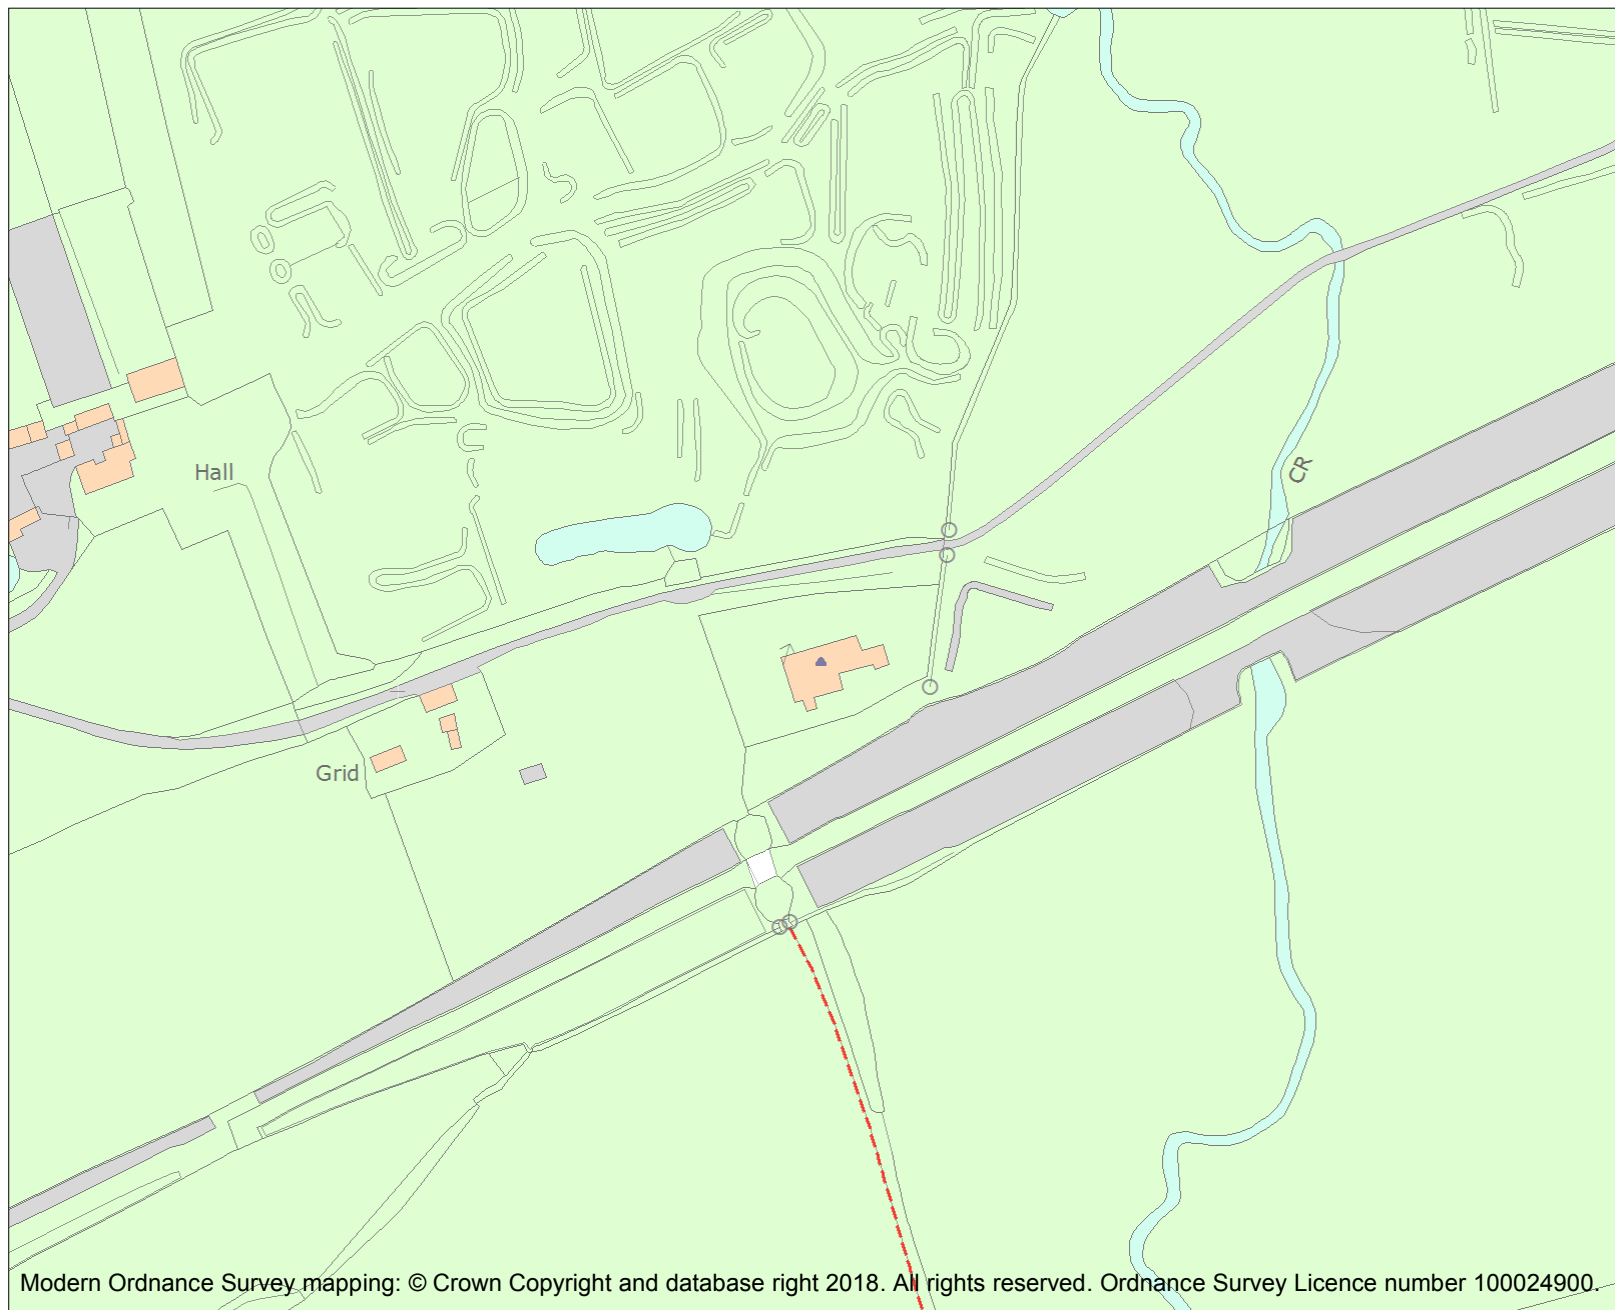 Hall
CR
Grid
Modern Ordnance Survey mapping: © Crown Copyright and database right 2018. All rights reserved. Ordnance Survey Licence number 100024900.